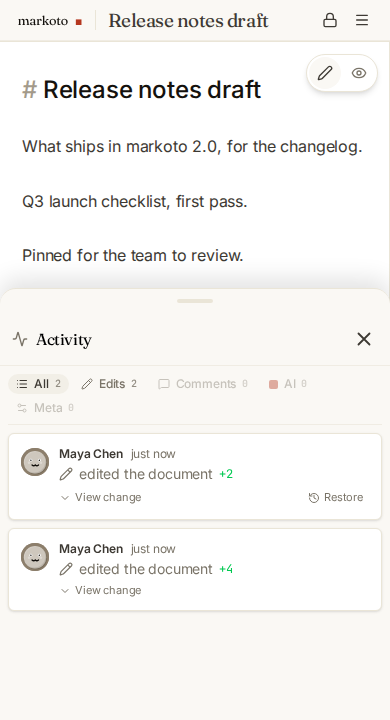 markoto
Release notes draft
# Release notes draft
What ships in markoto 2.0, for the changelog.
Q3 launch checklist, first pass.
Pinned for the team to review.
Activity
All 2 Edits 2 Comments 0 AI 0
Meta 0
Maya Chen just now
edited the document +2
View change Restore
Maya Chen just now
edited the document +4
View change